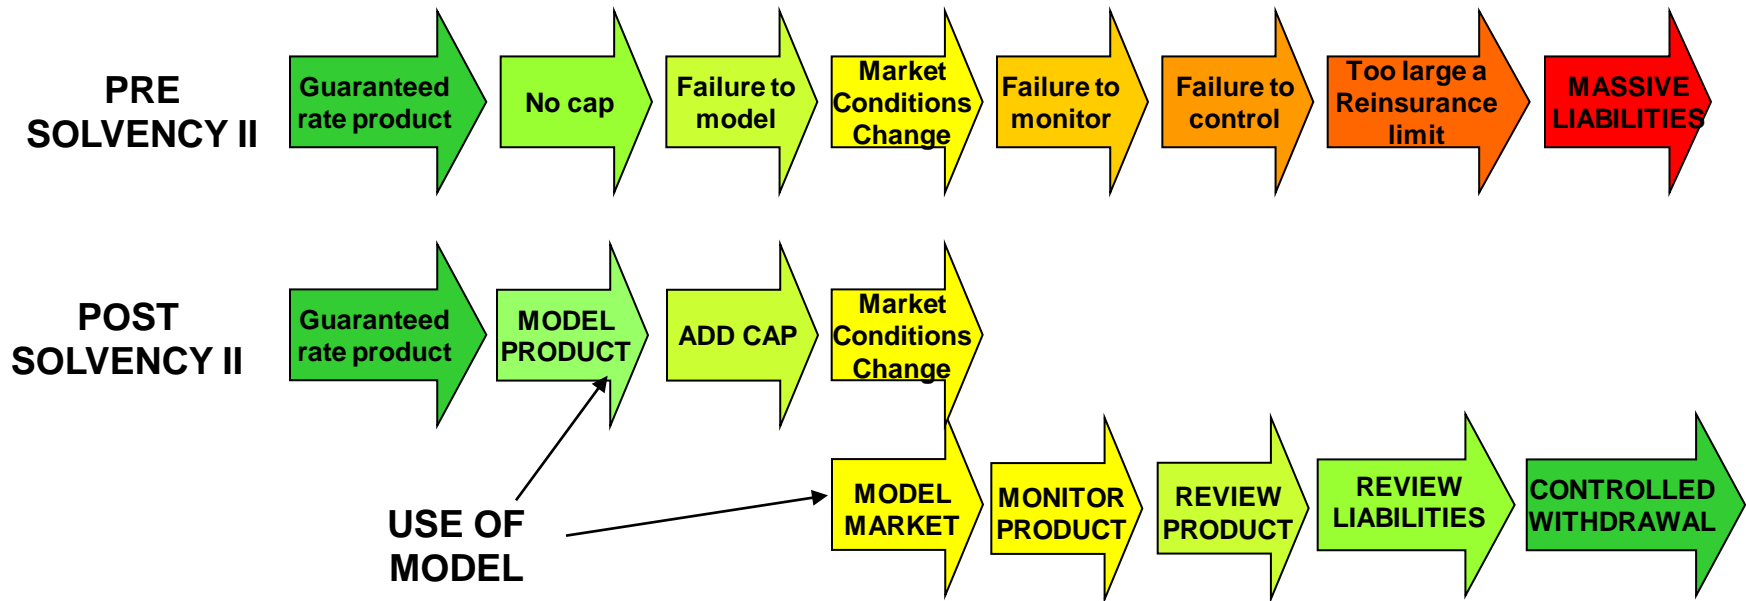 PRE
SOLVENCY II
Guaranteed
rate product
No cap
Failure to
model
Market
Conditions
Change
Failure to
monitor
Failure to
control
Too large a
Reinsurance
limit
MASSIVE
LIABILITIES
POST
SOLVENCY II
Guaranteed
rate product
MODEL
PRODUCT
ADD CAP
Market
Conditions
Change
USE OF
MODEL
MODEL
MARKET
MONITOR
PRODUCT
REVIEW
PRODUCT
REVIEW
LIABILITIES
CONTROLLED
WITHDRAWAL